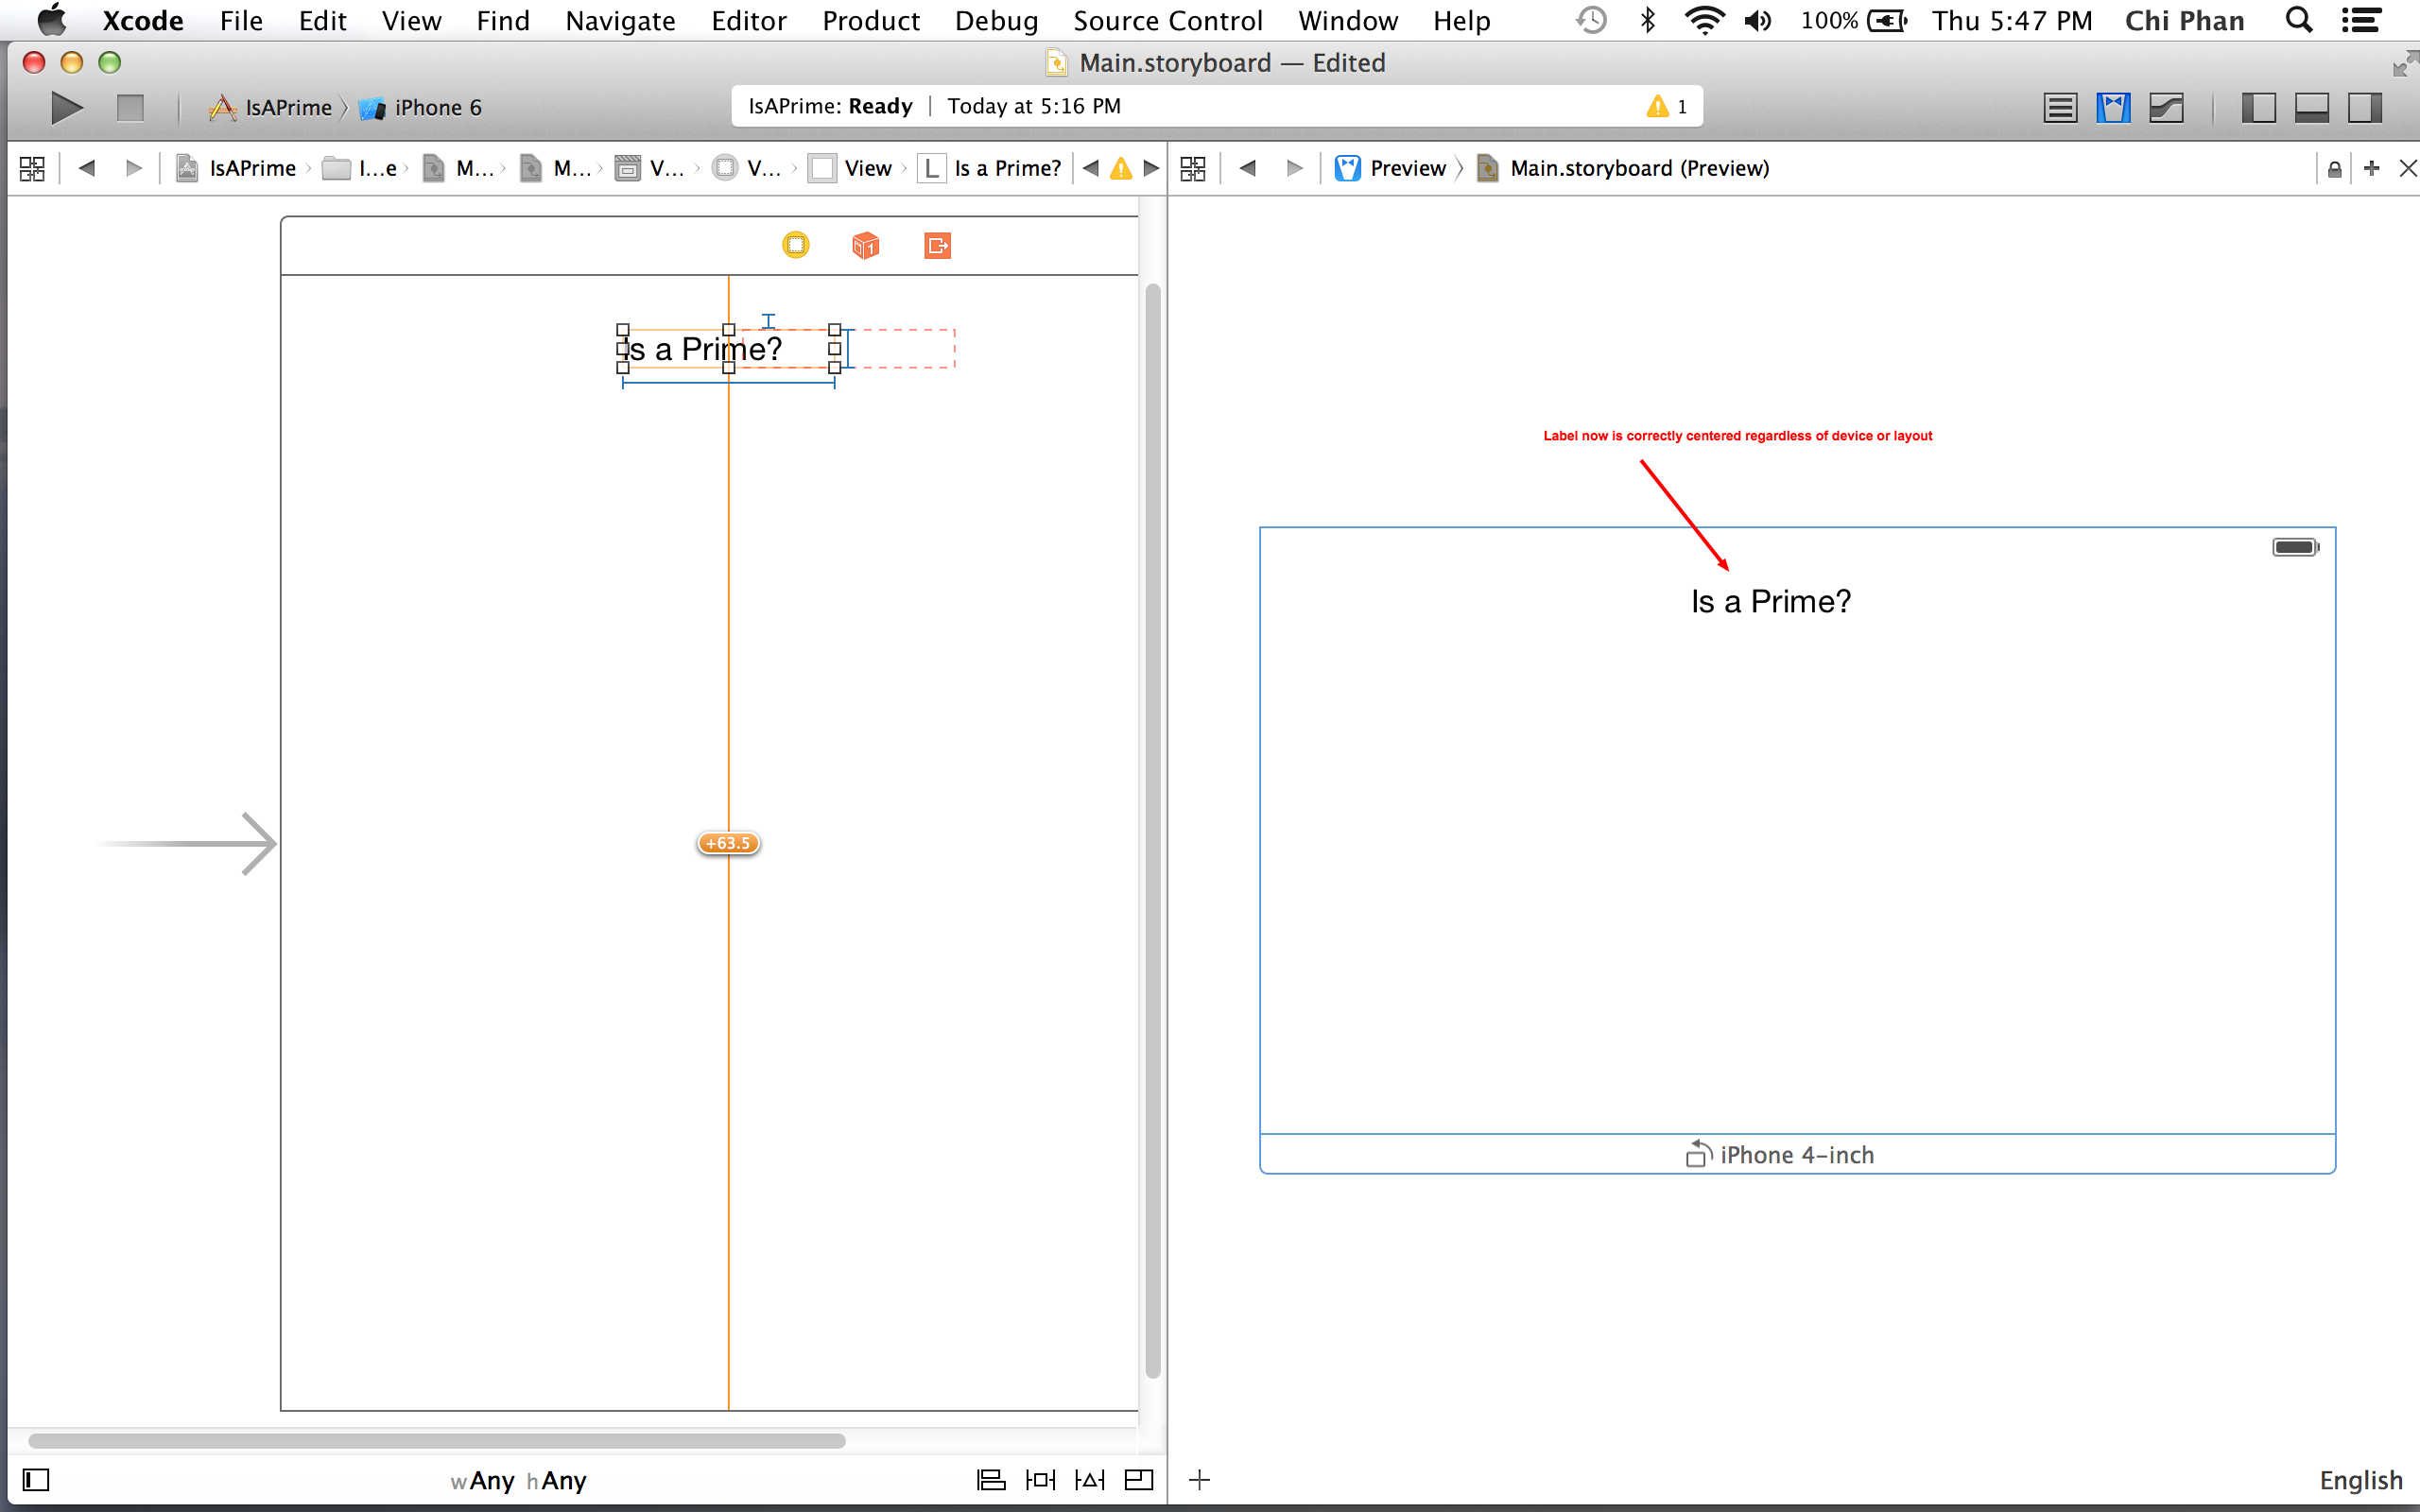 Xcode File Edit View Find Navigate Editor Product Debug Source Control Window Help 100% Thu 5:47 PM Chi Phan
Main.storyboard — Edited
IsAPrime iPhone 6 IsAPrime: Ready | Today at 5:16 PM 1
IsAPrime I...e M... M... V... V... View L Is a Prime? Preview Main.storyboard (Preview)
1
Is a Prime?
Label now is correctly centered regardless of device or layout
Is a Prime?
+63.5
iPhone 4-inch
wAny hAny English